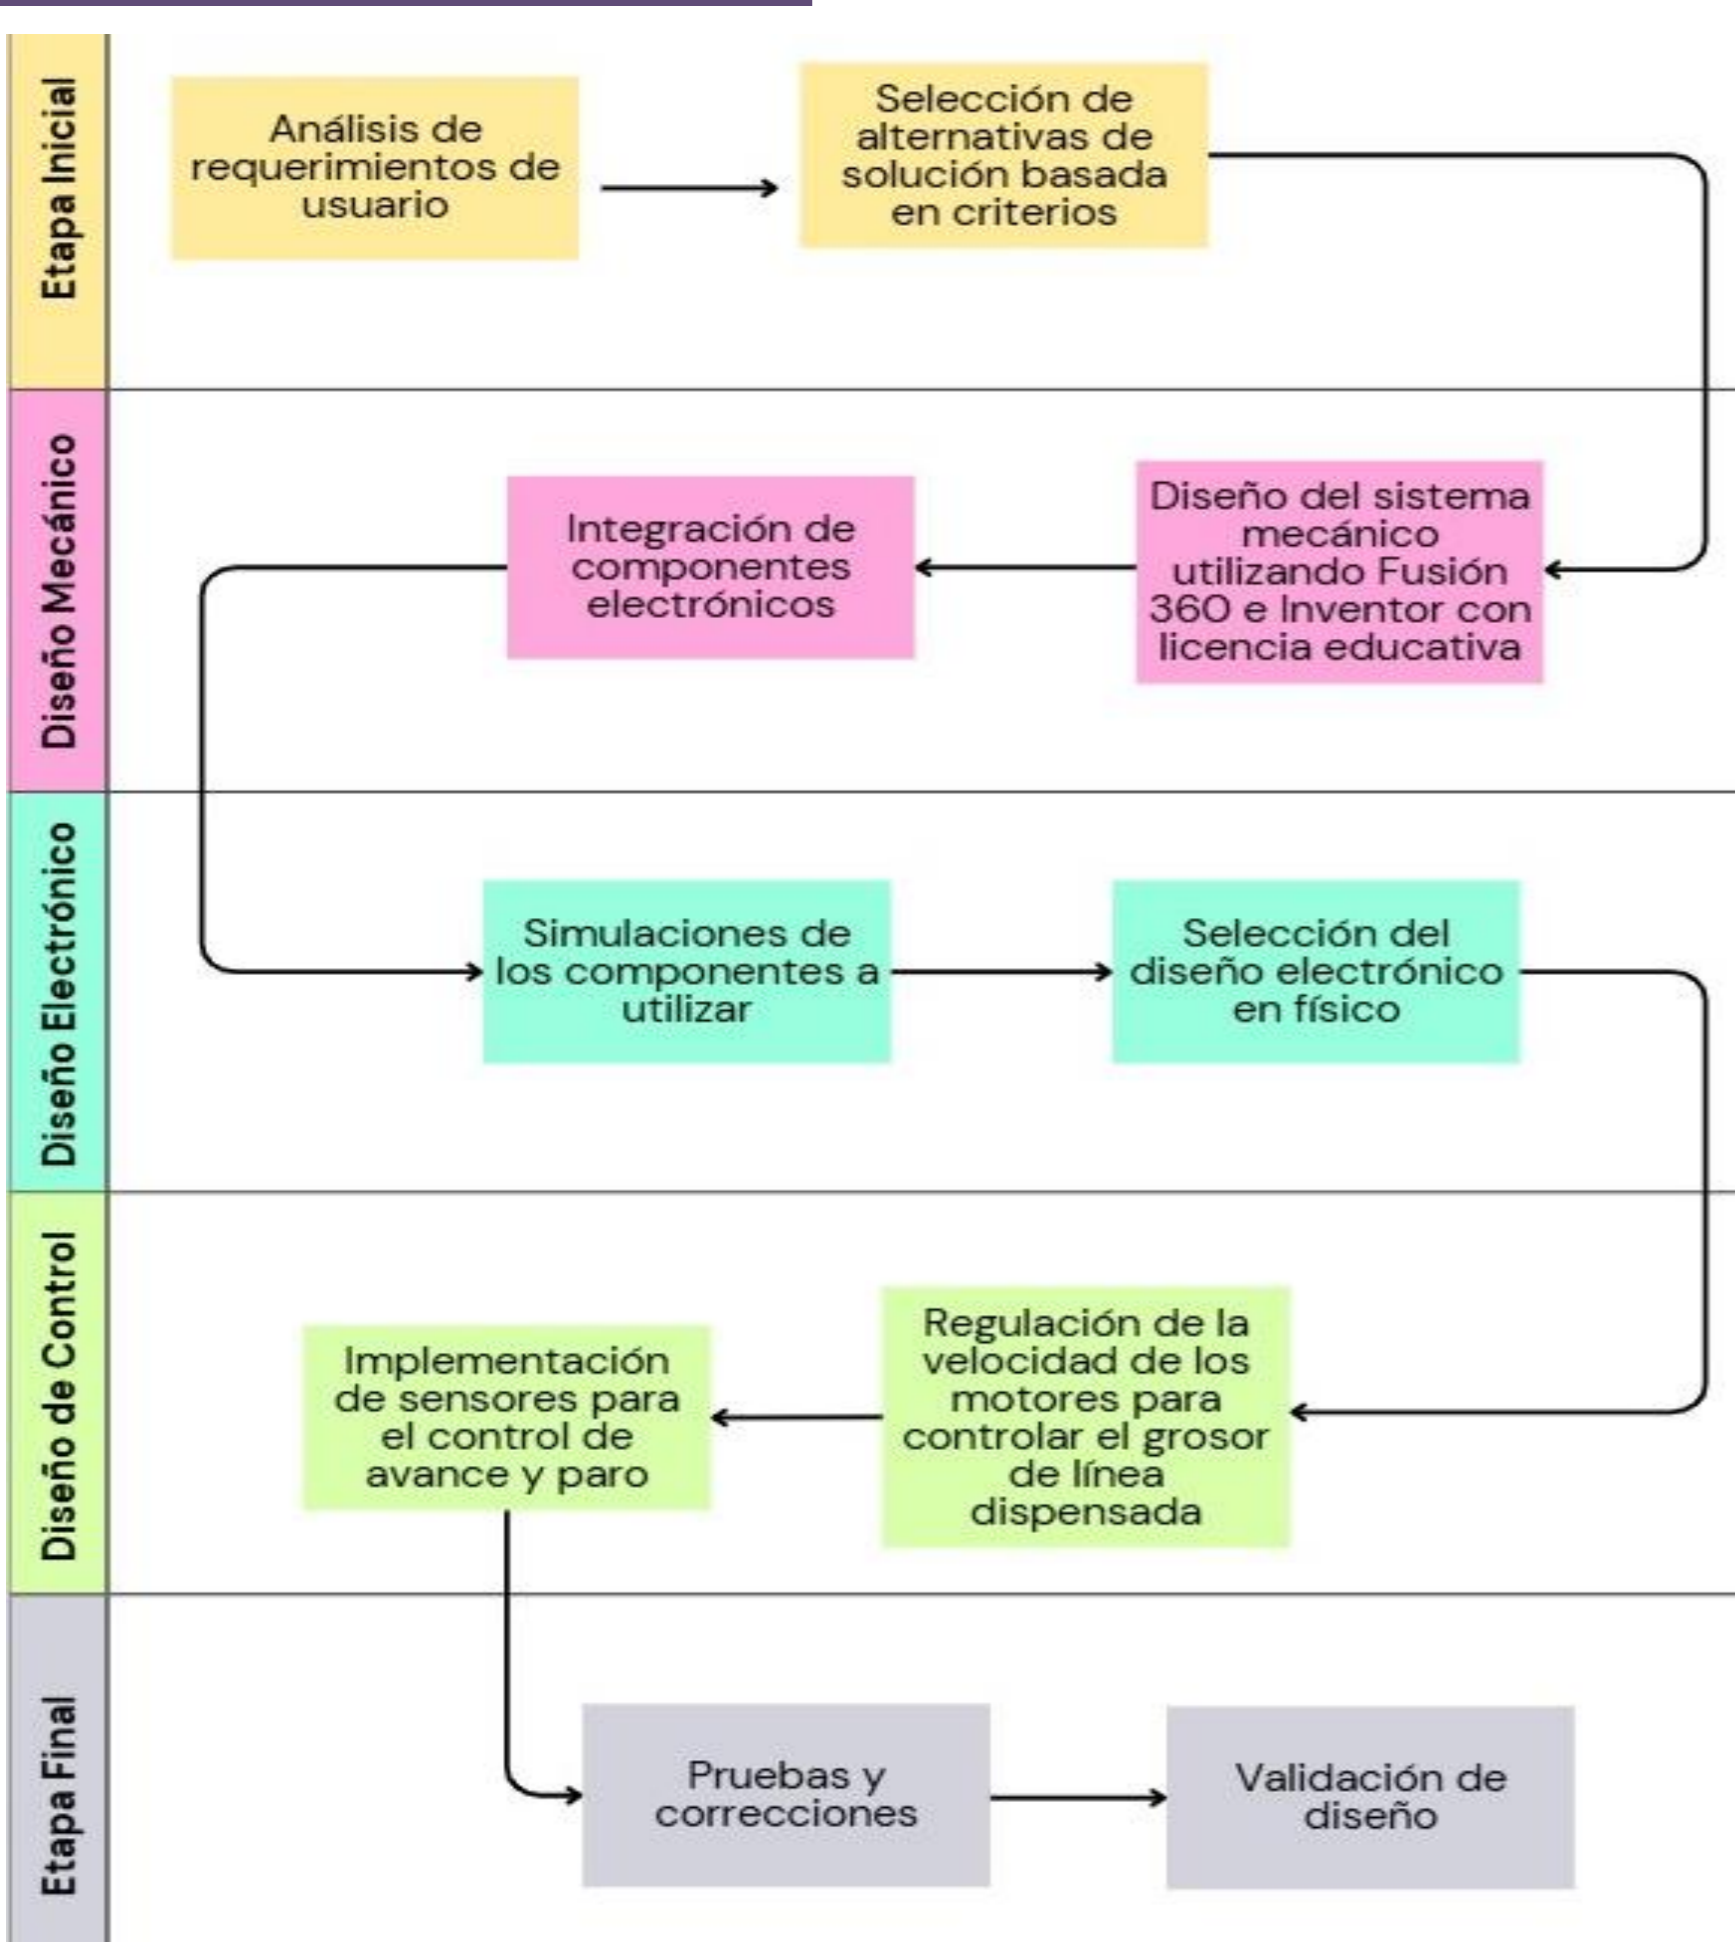 Etapa Inicial
Análisis de
requerimientos de
usuario
Selección de
alternativas de
solución basada
en criterios
Diseño Mecánico
Diseño del sistema
mecánico
utilizando Fusión
360 e Inventor con
licencia educativa
Integración de
componentes
electrónicos
Diseño Electrónico
Simulaciones de
los componentes a
utilizar
Selección del
diseño electrónico
en físico
Diseño de Control
Regulación de la
velocidad de los
motores para
controlar el grosor
de línea
dispensada
Implementación
de sensores para
el control de
avance y paro
Etapa Final
Pruebas y
correcciones
Validación de
diseño